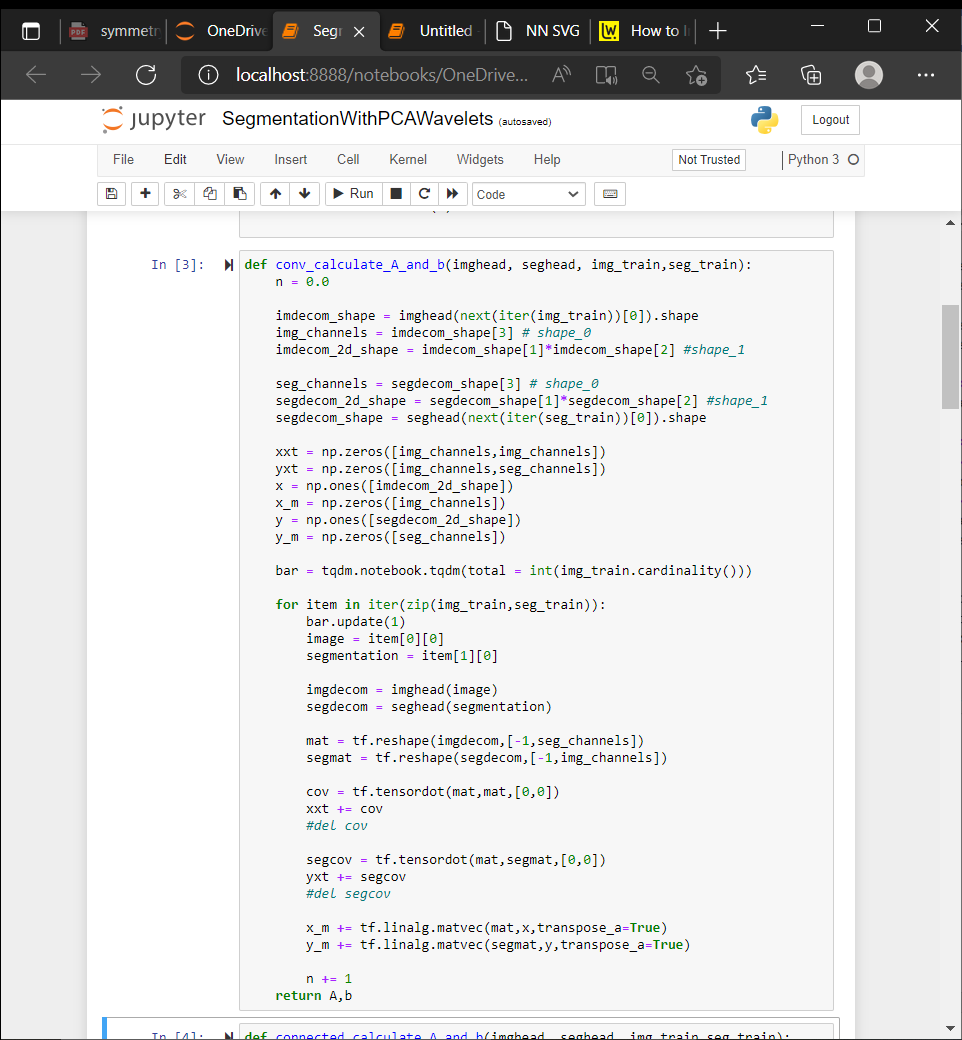 symmetr
OneDrive
Segr
Untitled
NN SVG
How to l
localhost:8888/notebooks/OneDrive...
jupyter SegmentationWithPCAWavelets (autosaved)
Logout
File Edit View Insert Cell Kernel Widgets Help
Not Trusted
Python 3
Run
Code
In [3]:
def conv_calculate_A_and_b(imghead, seghead, img_train,seg_train):
n = 0.0
imdecom_shape = imghead(next(iter(img_train))[0]).shape
img_channels = imdecom_shape[3] # shape_0
imdecom_2d_shape = imdecom_shape[1]*imdecom_shape[2] #shape_1
seg_channels = segdecom_shape[3] # shape_0
segdecom_2d_shape = segdecom_shape[1]*segdecom_shape[2] #shape_1
segdecom_shape = seghead(next(iter(seg_train))[0]).shape
xxt = np.zeros([img_channels,img_channels])
yxt = np.zeros([img_channels,seg_channels])
x = np.ones([imdecom_2d_shape])
x_m = np.zeros([img_channels])
y = np.ones([segdecom_2d_shape])
y_m = np.zeros([seg_channels])
bar = tqdm.notebook.tqdm(total = int(img_train.cardinality()))
for item in iter(zip(img_train,seg_train)):
bar.update(1)
image = item[0][0]
segmentation = item[1][0]
imgdecom = imghead(image)
segdecom = seghead(segmentation)
mat = tf.reshape(imgdecom,[-1,seg_channels])
segmat = tf.reshape(segdecom,[-1,img_channels])
cov = tf.tensordot(mat,mat,[0,0])
xxt += cov
#del cov
segcov = tf.tensordot(mat,segmat,[0,0])
yxt += segcov
#del segcov
x_m += tf.linalg.matvec(mat,x,transpose_a=True)
y_m += tf.linalg.matvec(segmat,y,transpose_a=True)
n += 1
return A,b
In [4]:
def connected_calculate_A_and_b(imghead, seghead, img_train,seg_train):